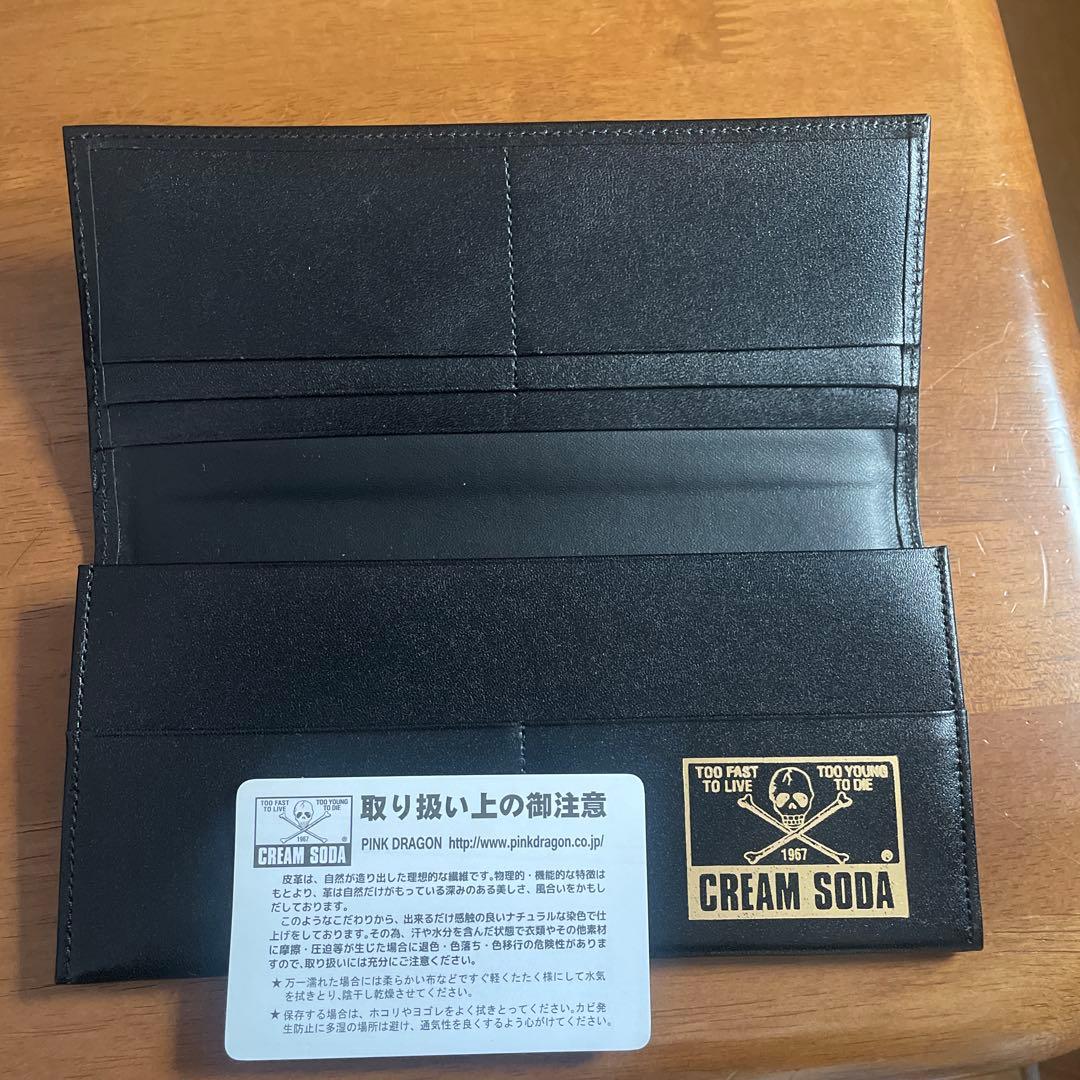 TOO FAST
TO LIVE
TOO YOUNG
TO DIE
1967
®
CREAM SODA
TOO FAST
TO LIVE
TOO YOUNG
TO DIE
1967
®
CREAM SODA
取り扱い上の御注意
PINK DRAGON http://www.pinkdragon.co.jp/
皮革は、自然が造り出した理想的な繊維です。物理的・機能的な特徴は
もとより、革は自然だけがもっている深みのある美しさ、風合いをかもし
だしております。
このようなこだわりから、出来るだけ感触の良いナチュラルな染色で仕
上げをしております。その為、汗や水分を含んだ状態で衣類やその他素材
に摩擦・圧迫等が生じた場合に退色・色落ち・色移行の危険性がありま
すので、取り扱いには充分にご注意ください。
★万一濡れた場合には柔らかい布などですぐ軽くたたく様にして水気
を拭きとり、陰干し乾燥させてください。
★保存する場合は、ホコリやヨゴレをよく拭きとってください。カビ発
生防止に多湿の場所は避け、通気性を良くするよう心がけてください。